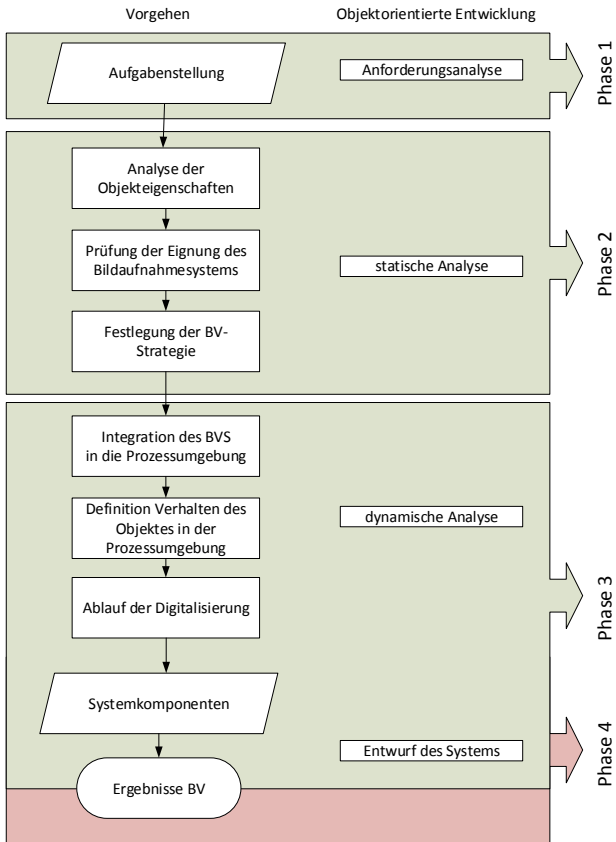 Vorgehen
Objektorientierte Entwicklung
Aufgabenstellung
Anforderungsanalyse
Phase 1
Analyse der
Objekteigenschaften
Prüfung der Eignung des
Bildaufnahmesystems
statische Analyse
Phase 2
Festlegung der BV-
Strategie
Integration des BVS
in die Prozessumgebung
Definition Verhalten des
Objektes in der
Prozessumgebung
dynamische Analyse
Ablauf der Digitalisierung
Phase 3
Systemkomponenten
Entwurf des Systems
Phase 4
Ergebnisse BV